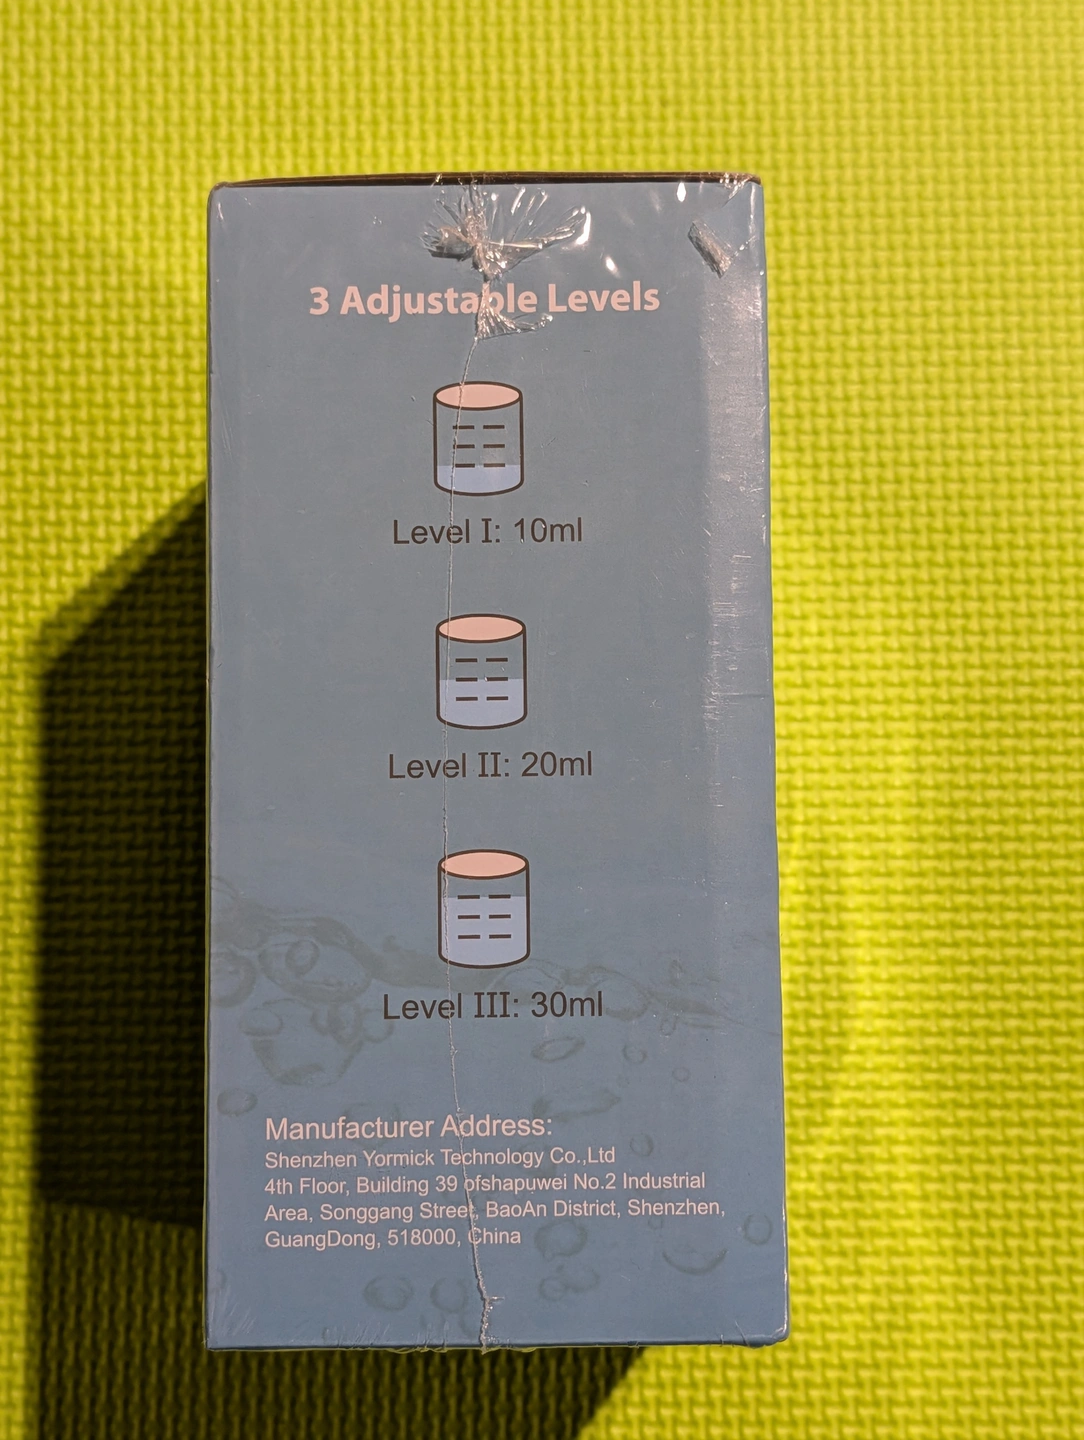 3 Adjustable Levels
Level I: 10ml
Level II: 20ml
Level III: 30ml
Manufacturer Address:
Shenzhen Yormick Technology Co.,Ltd
4th Floor, Building 39 ofshapuwei No.2 Industrial
Area, Songgang Street, BaoAn District, Shenzhen,
GuangDong, 518000, China